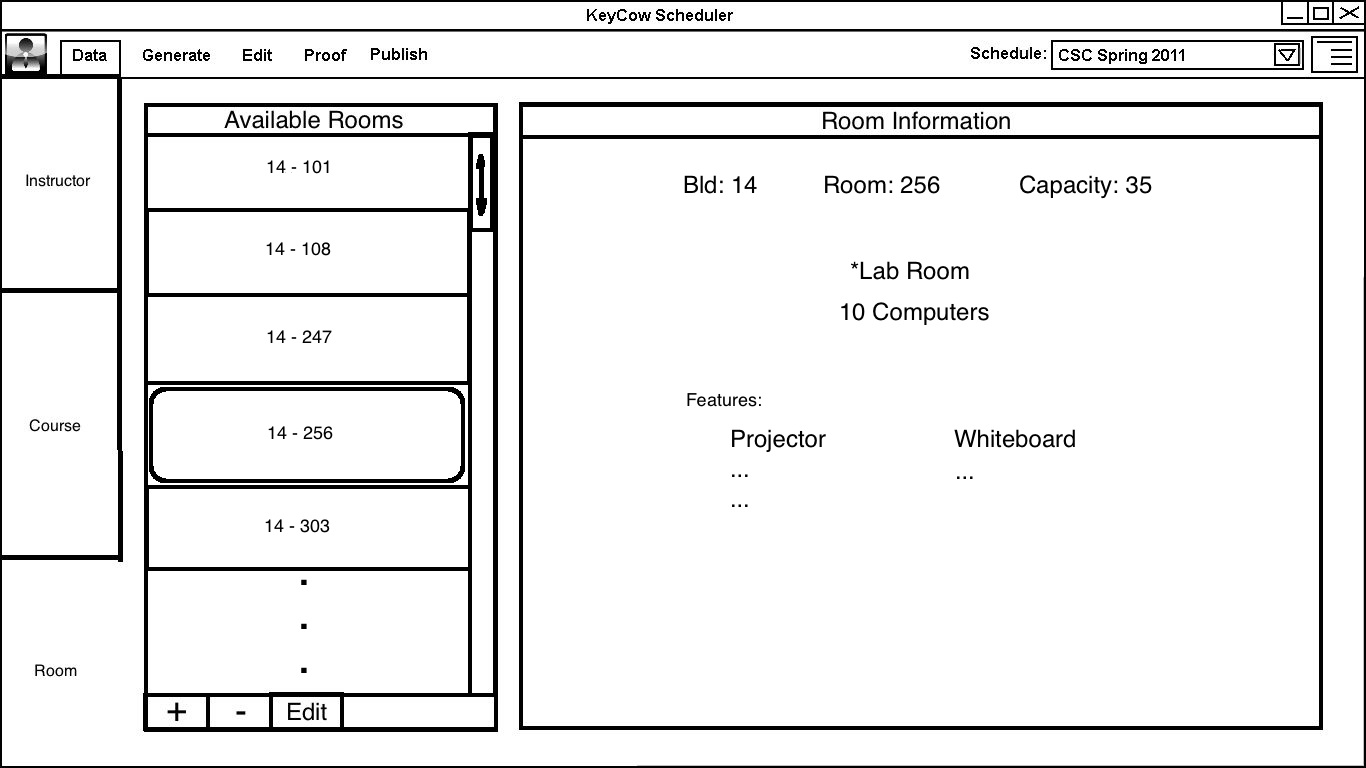 KeyCow Scheduler
Data Generate Edit Proof Publish Schedule: CSC Spring 2011
Instructor
Course
Room
Available Rooms
14 - 101
14 - 108
14 - 247
14 - 256
14 - 303
.
.
.
+ - Edit
Room Information
Bld: 14 Room: 256 Capacity: 35
*Lab Room
10 Computers
Features:
Projector Whiteboard
... ...
...